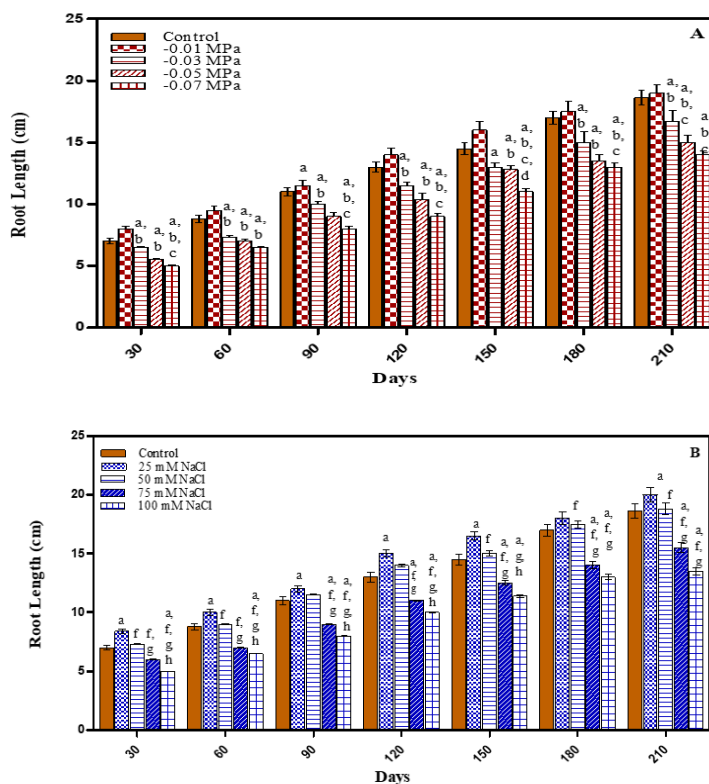 25
20
15
10
5
0
Root Length (cm)
Control
-0.01 MPa
-0.03 MPa
-0.05 MPa
-0.07 MPa
A
a,
b
a,
b
a,
b,
c
a,
b
a,
b
a,
b
a
a,
b
a,
b
a,
b,
c
a,
b
a,
b
a,
b,
c
a
a,
b
a,
b,
c,
d
a,
b
a,
b
a,
b,
c
a,
b
a,
b,
c
a,
b,
c
30
60
90
120
150
180
210
Days
25
20
15
10
5
0
Root Length (cm)
Control
25 mM NaCl
50 mM NaCl
75 mM NaCl
100 mM NaCl
B
a
f
f,
g
a,
f,
g
h
a
f
a,
f,
g
a,
f,
g
h
a
a,
f,
g
a,
f,
g
h
a
a,
f,
g
a,
f,
g
h
a
f
a,
f,
g
a,
g
h
f
a,
f,
g
a,
f,
g
a
f
a,
f,
g
a,
f,
g
h
30
60
90
120
150
180
210
Days